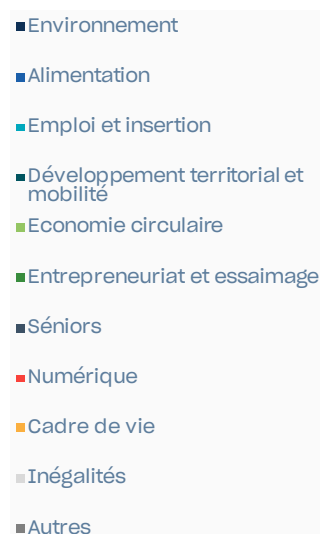 Environnement
Alimentation
Emploi et insertion
Développement territorial et
mobilité
Economie circulaire
Entrepreneuriat et essaimage
Séniors
Numérique
Cadre de vie
Inégalités
Autres